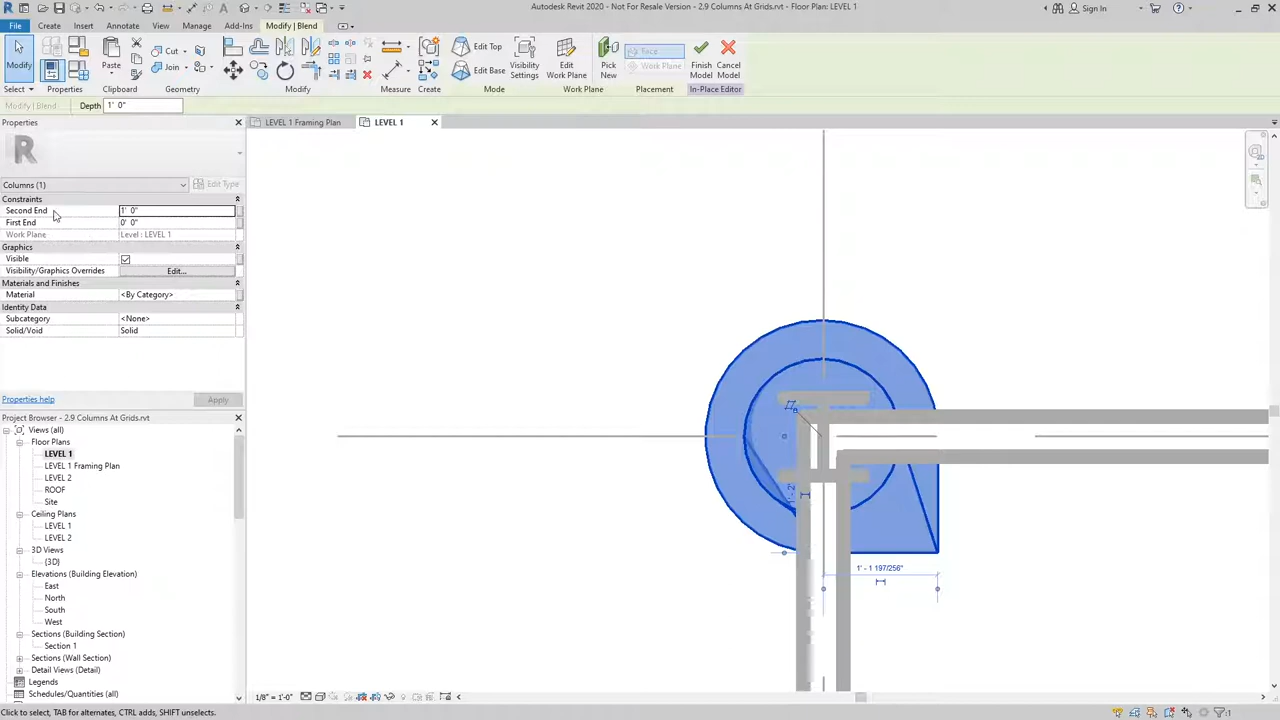 Autodesk Revit 2020 - Not For Resale Version - 2.9 Columns At Grids.rvt - Floor Plan: LEVEL 1
Sign In
File Create Insert Annotate View Manage Add-Ins Modify | Blend
Modify Paste Cut Join Edit Top Edit Base Visibility Settings Edit Work Plane Pick New Face Work Plane Finish Model Cancel Model
Select Properties Clipboard Geometry Modify Measure Create Mode Work Plane Placement In-Place Editor
Modify | Blend Depth 1' 0"
Properties
LEVEL 1 Framing Plan LEVEL 1
R
Columns (1) Edit Type
Constraints
Second End 1' 0"
First End 0' 0"
Work Plane Level : LEVEL 1
Graphics
Visible
Visibility/Graphics Overrides Edit...
Materials and Finishes
Material <By Category>
Identity Data
Subcategory <None>
Solid/Void Solid
Properties help Apply
Project Browser - 2.9 Columns At Grids.rvt
Views (all)
Floor Plans
LEVEL 1
LEVEL 1 Framing Plan
LEVEL 2
ROOF
Site
Ceiling Plans
LEVEL 1
LEVEL 2
3D Views
{3D}
Elevations (Building Elevation)
East
North
South
West
Sections (Building Section)
Section 1
Sections (Wall Section)
Detail Views (Detail)
Legends
Schedules/Quantities (all)
1' - 1 197/256"
1/8" = 1'-0"
Click to select, TAB for alternates, CTRL adds, SHIFT unselects.
:1